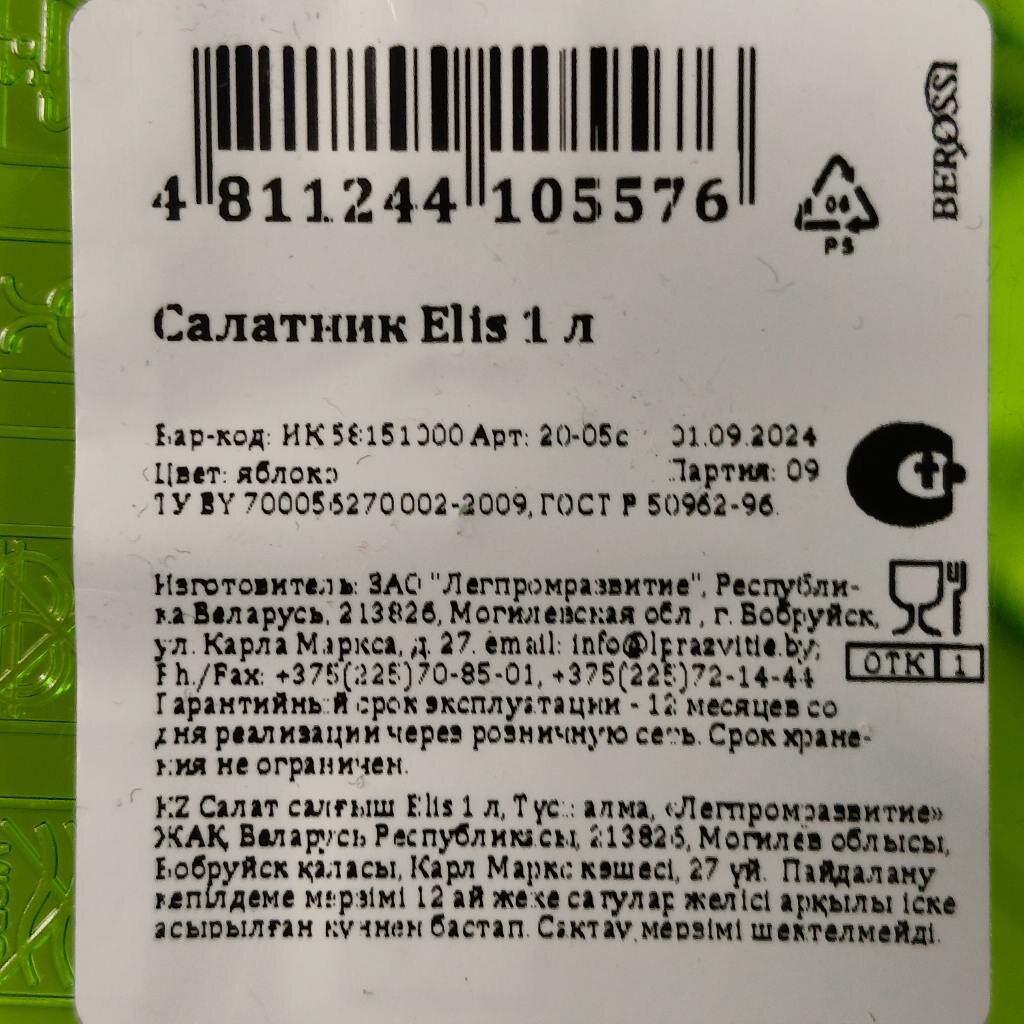 4 811244 105576
06
PS
BEROSSI
Салатник Elis 1 л
Вар-код: ИК 58151000 Арт: 20-05с 01.09.2024
Цвет: яблоко Партия: 09
ТУ BY 700056270002-2009, ГОСТ Р 50962-96.
Изготовитель: ЗАО "Легпромразвитие", Республи-
ка Беларусь, 213826, Могилевская обл., г. Бобруйск,
ул. Карла Маркса, д. 27. email: info@lprazvitie.by;
Ph./Fax: +375(225)70-85-01, +375(225)72-14-44
ОТК 1
Гарантийный срок эксплуатации - 12 месяцев со
дня реализации через розничную сеть. Срок хране-
ния не ограничен.
KZ Салат салғыш Elis 1 л, Түс.: алма, «Легпромразвитие»
ЖАҚ, Беларусь Республикасы, 213826, Могилев облысы,
Бобруйск қаласы, Карл Маркс көшесі, 27 үй. Пайдалану
кепілдеме мерзімі 12 ай жеке сатулар желісі арқылы іске
асырылған күннен бастап. Сақтау мерзімі шектелмейді.